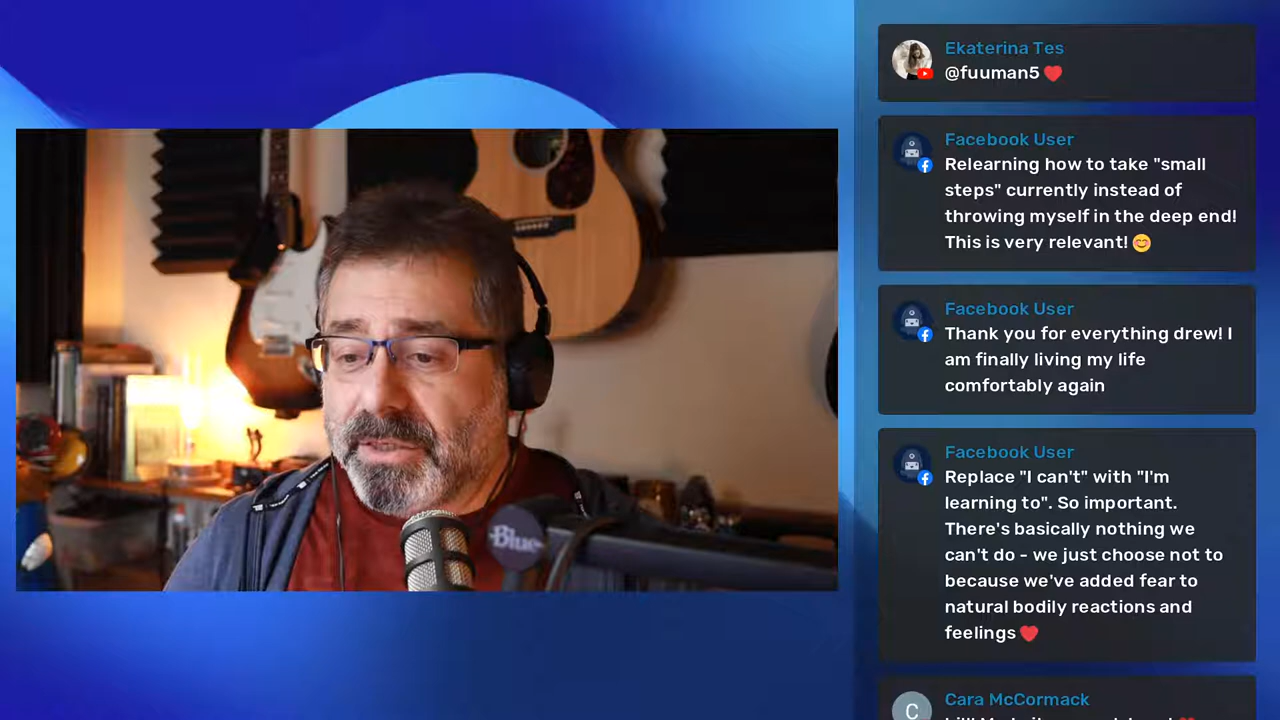 Ekaterina Tes
@fuuman5 ❤️
Facebook User
Relearning how to take "small
steps" currently instead of
throwing myself in the deep end!
This is very relevant! 😊
Facebook User
Thank you for everything drew! I
am finally living my life
comfortably again
Facebook User
Replace "I can't" with "I'm
learning to". So important.
There's basically nothing we
can't do - we just choose not to
because we've added fear to
natural bodily reactions and
feelings ❤️
C
Cara McCormack
Blue